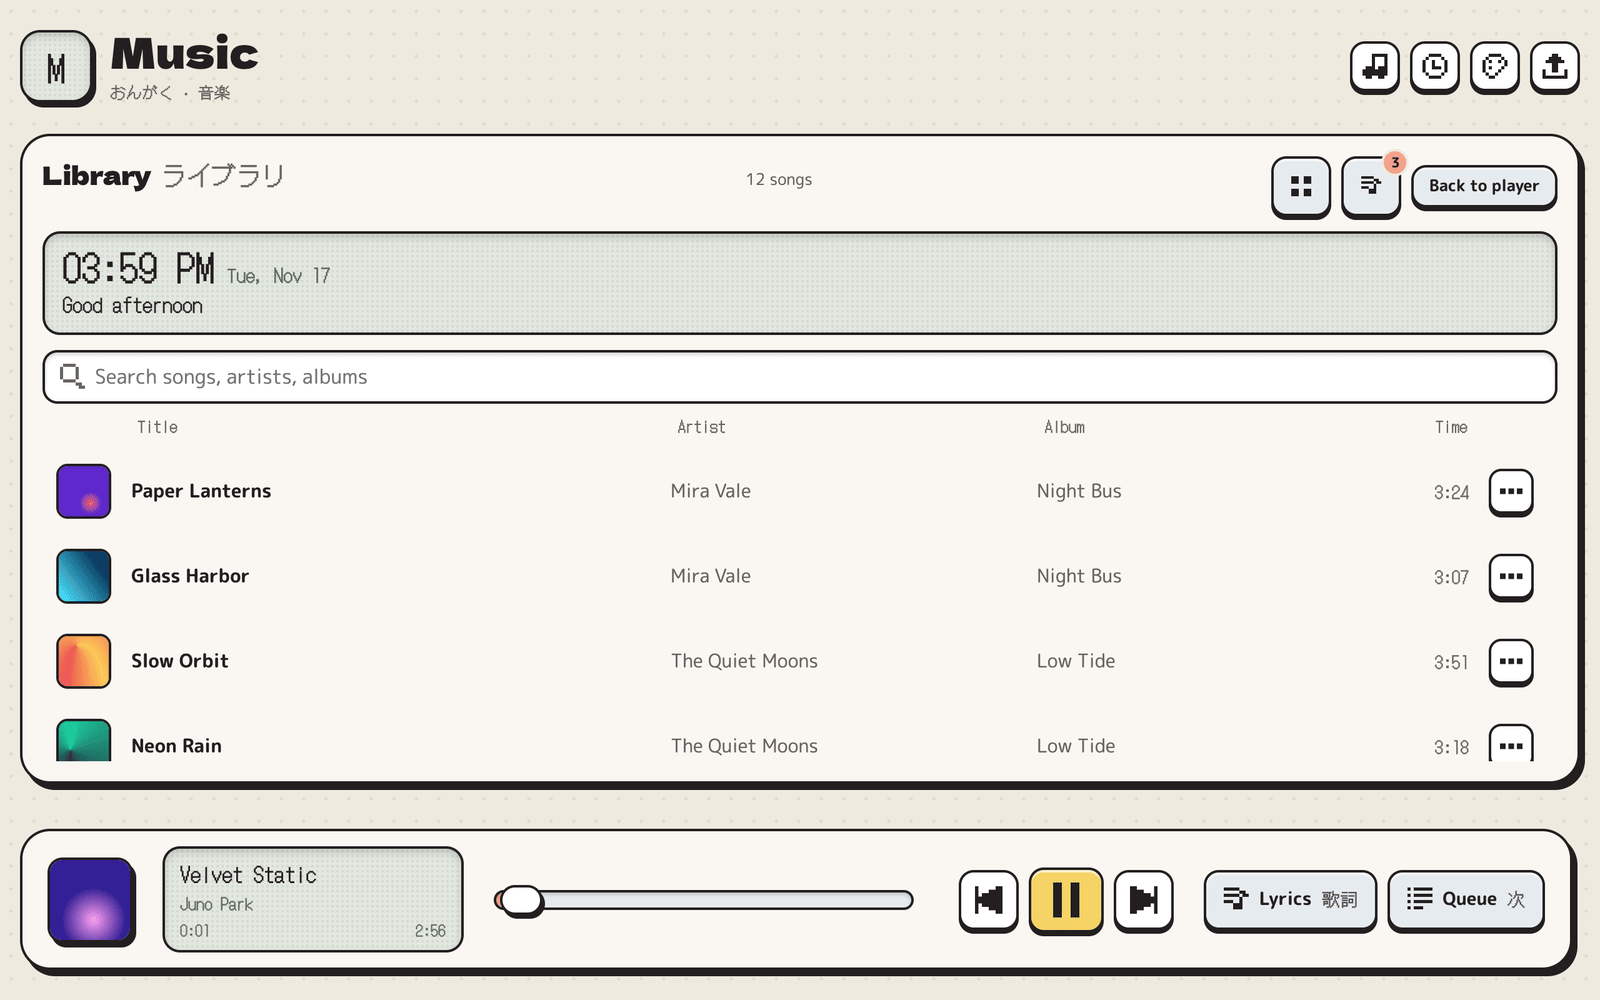 M
Music
おんがく · 音楽
Library ライブラリ
12 songs
3
Back to player
03:59 PM Tue, Nov 17
Good afternoon
Search songs, artists, albums
Title Artist Album Time
Paper Lanterns Mira Vale Night Bus 3:24
Glass Harbor Mira Vale Night Bus 3:07
Slow Orbit The Quiet Moons Low Tide 3:51
Neon Rain The Quiet Moons Low Tide 3:18
Velvet Static
Juno Park
0:01 2:56
Lyrics 歌詞
Queue 次